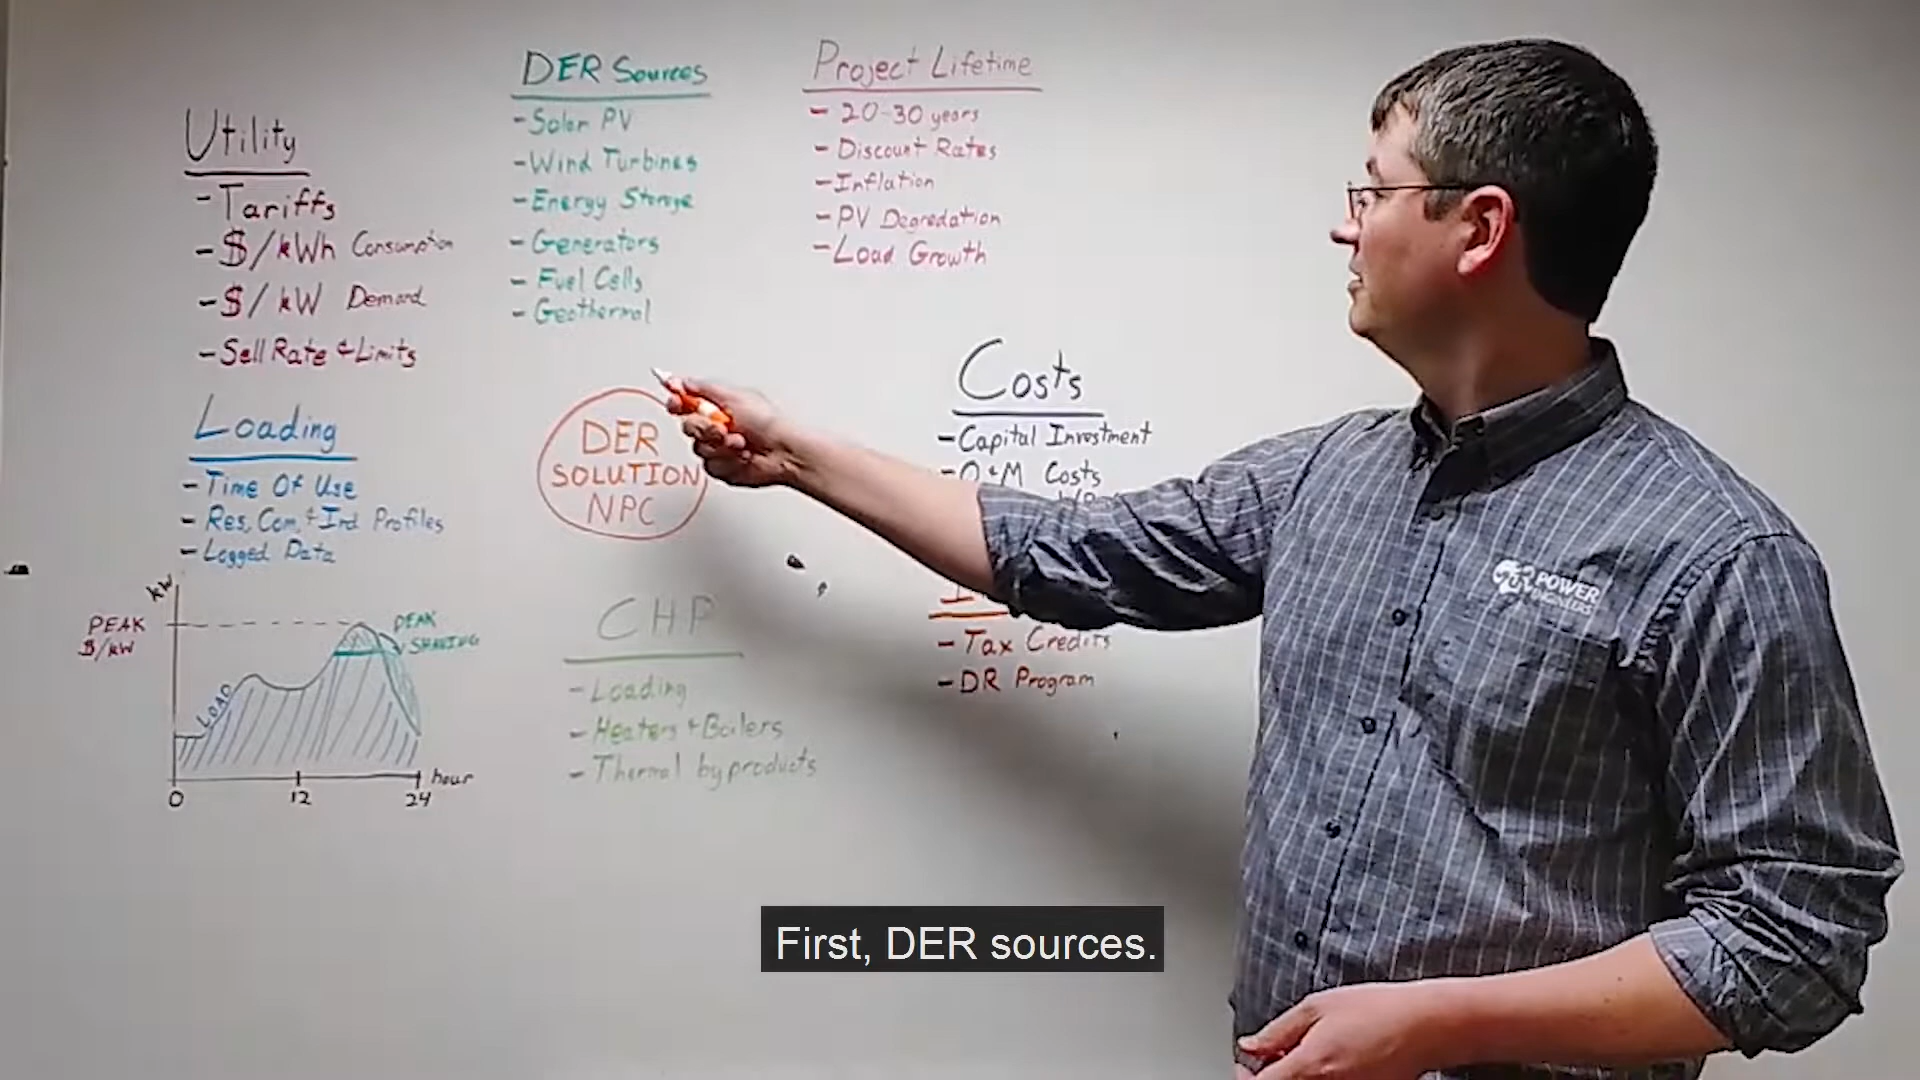 Utility
- Tariffs
- $/kWh Consumption
- $/kW Demand
- Sell Rate & Limits
Loading
- Time Of Use
- Res, Com, & Ind Profiles
- Logged Data
kW
PEAK
$/kW
PEAK
SHAVING
LOAD
0
12
24
hour
DER Sources
- Solar PV
- Wind Turbines
- Energy Storage
- Generators
- Fuel Cells
- Geothermal
DER
SOLUTION
NPC
CHP
- Loading
- Heaters & Boilers
- Thermal byproducts
Project Lifetime
- 20-30 years
- Discount Rates
- Inflation
- PV Degredation
- Load Growth
Costs
- Capital Investment
- O&M Costs
- Tax Credits
- DR Program
POWER
ENGINEERS
First, DER sources.